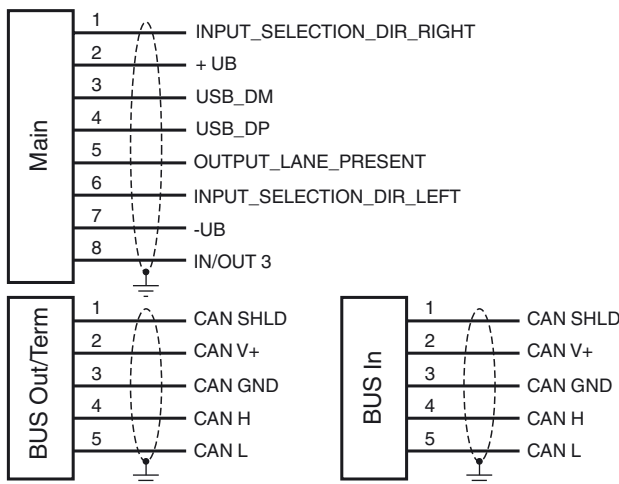 Main
1 INPUT_SELECTION_DIR_RIGHT
2 + UB
3 USB_DM
4 USB_DP
5 OUTPUT_LANE_PRESENT
6 INPUT_SELECTION_DIR_LEFT
7 -UB
8 IN/OUT 3
BUS Out/Term
1 CAN SHLD
2 CAN V+
3 CAN GND
4 CAN H
5 CAN L
BUS In
1 CAN SHLD
2 CAN V+
3 CAN GND
4 CAN H
5 CAN L